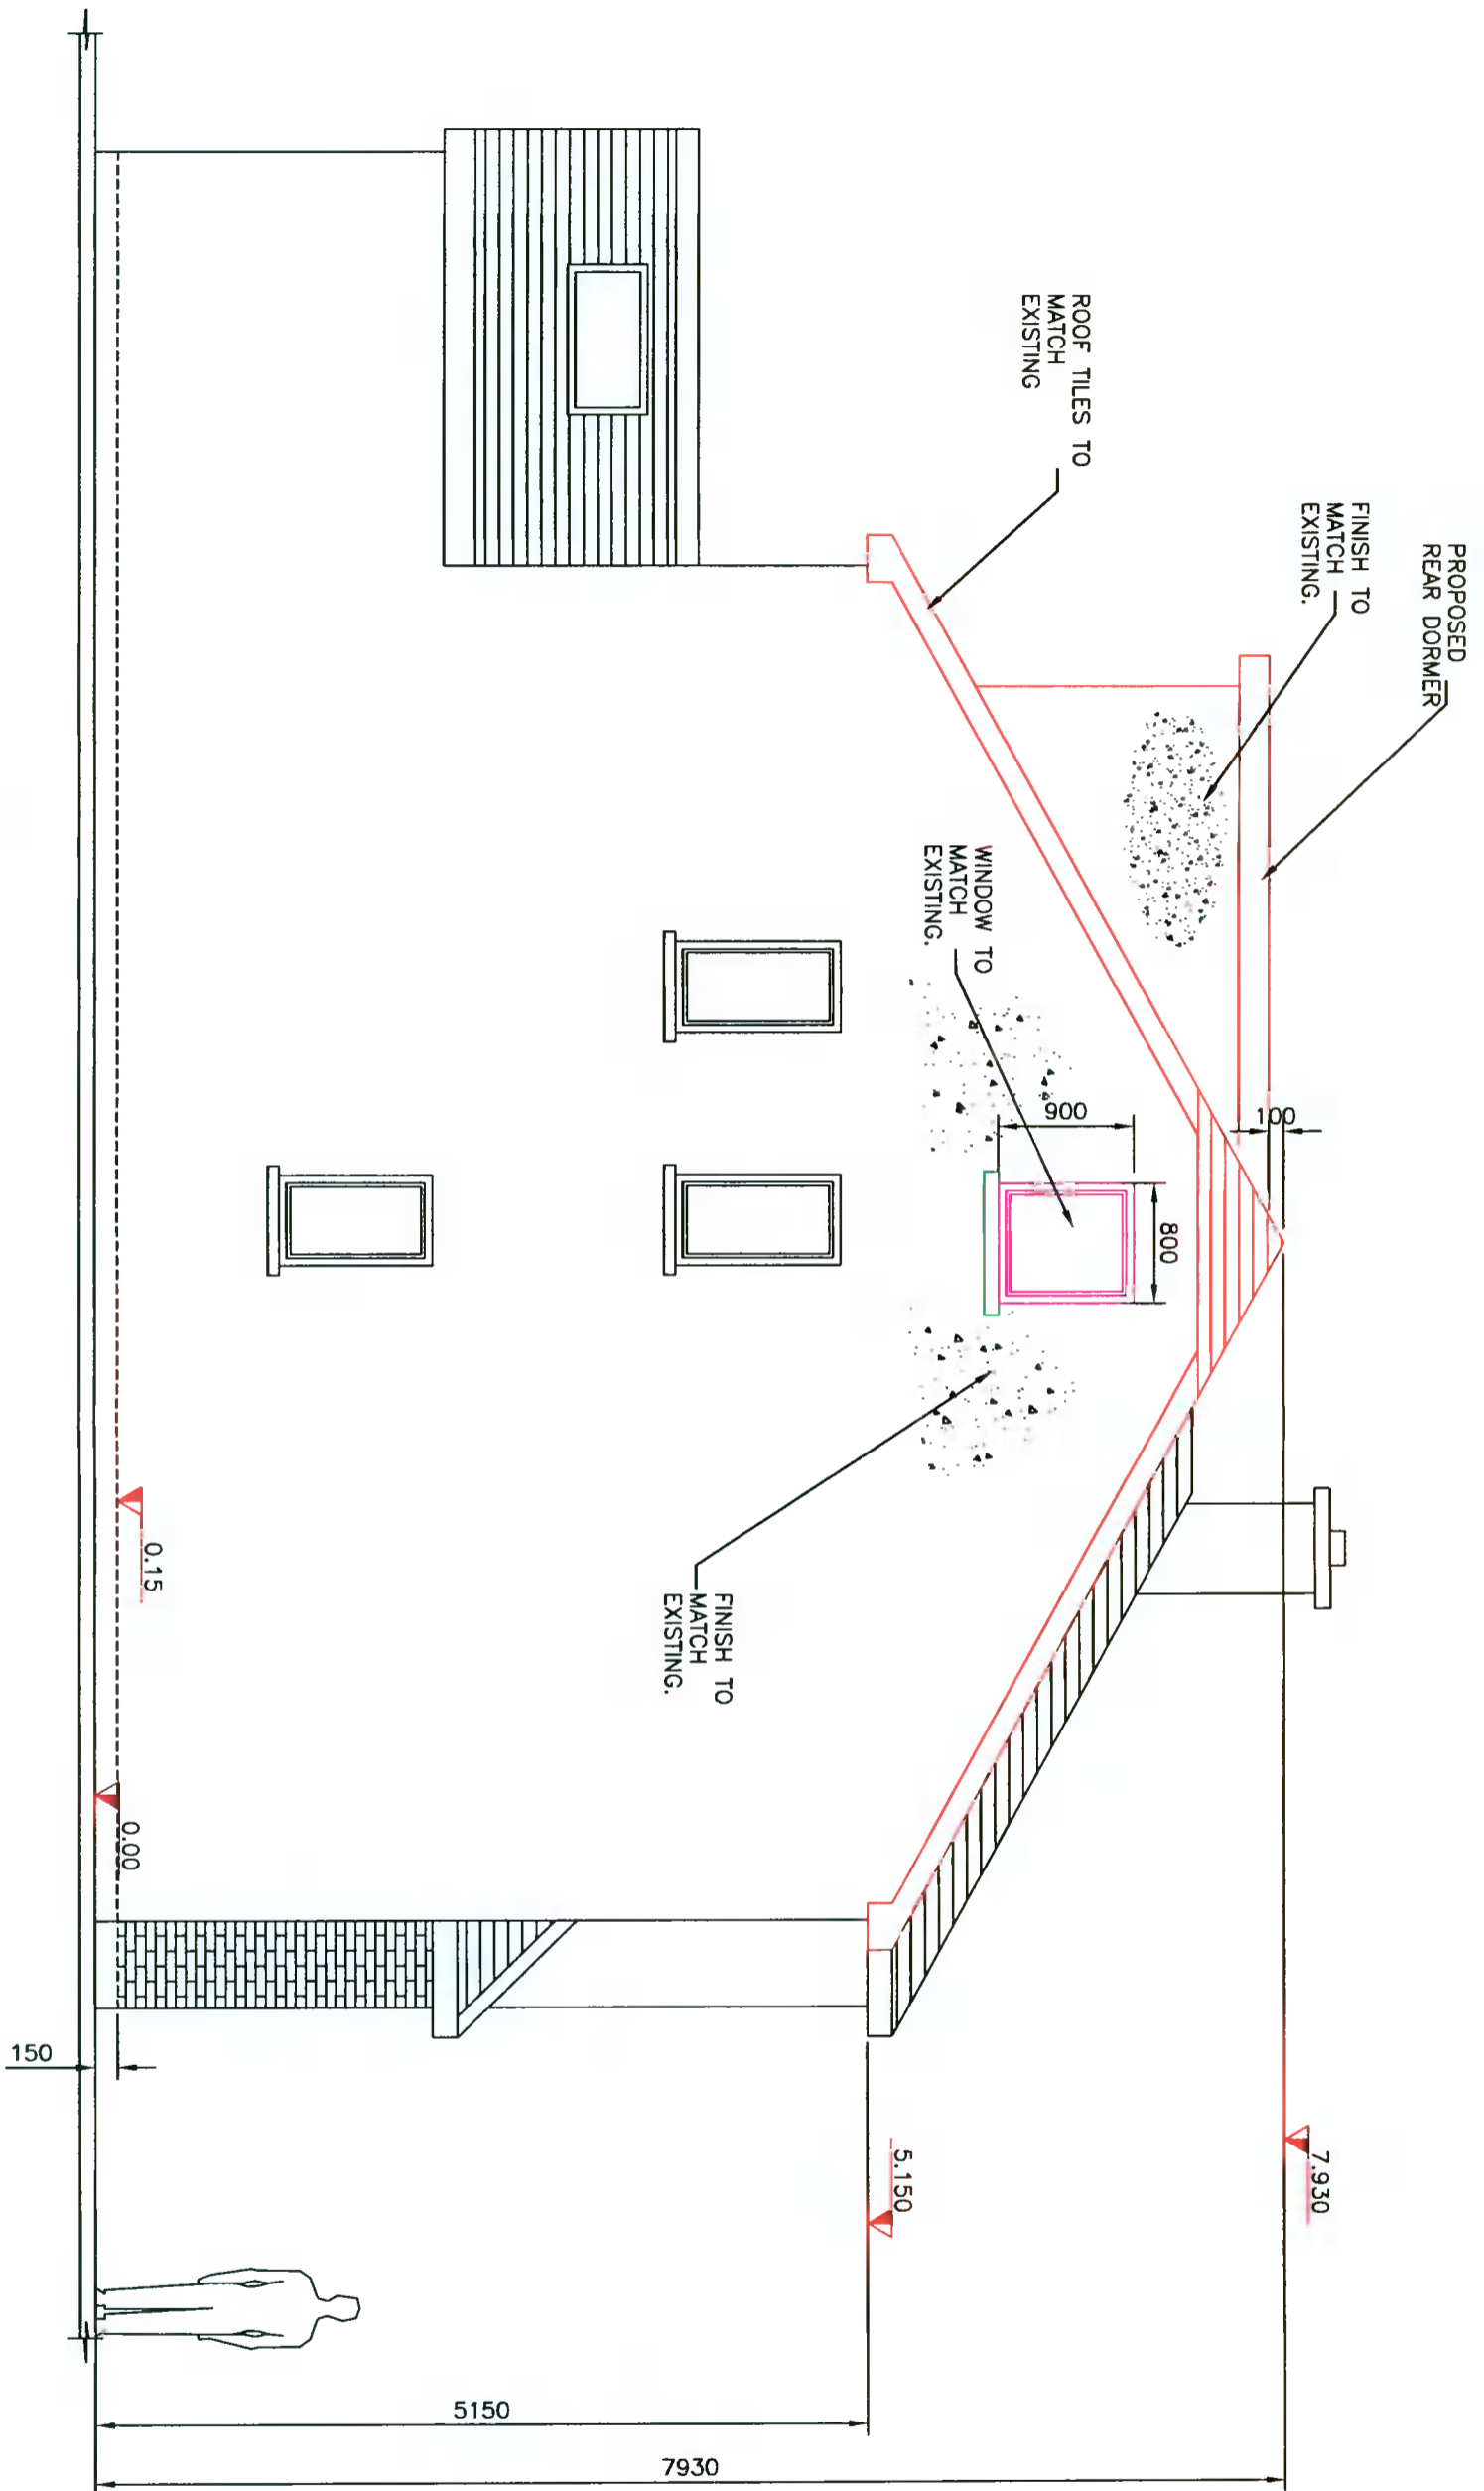 PROPOSED
REAR DORMER
FINISH TO
MATCH
EXISTING.
ROOF TILES TO
MATCH
EXISTING
WINDOW TO
MATCH
EXISTING.
100
900
800
FINISH TO
MATCH
EXISTING.
0.15
0.00
150
7.930
5.150
5150
7930